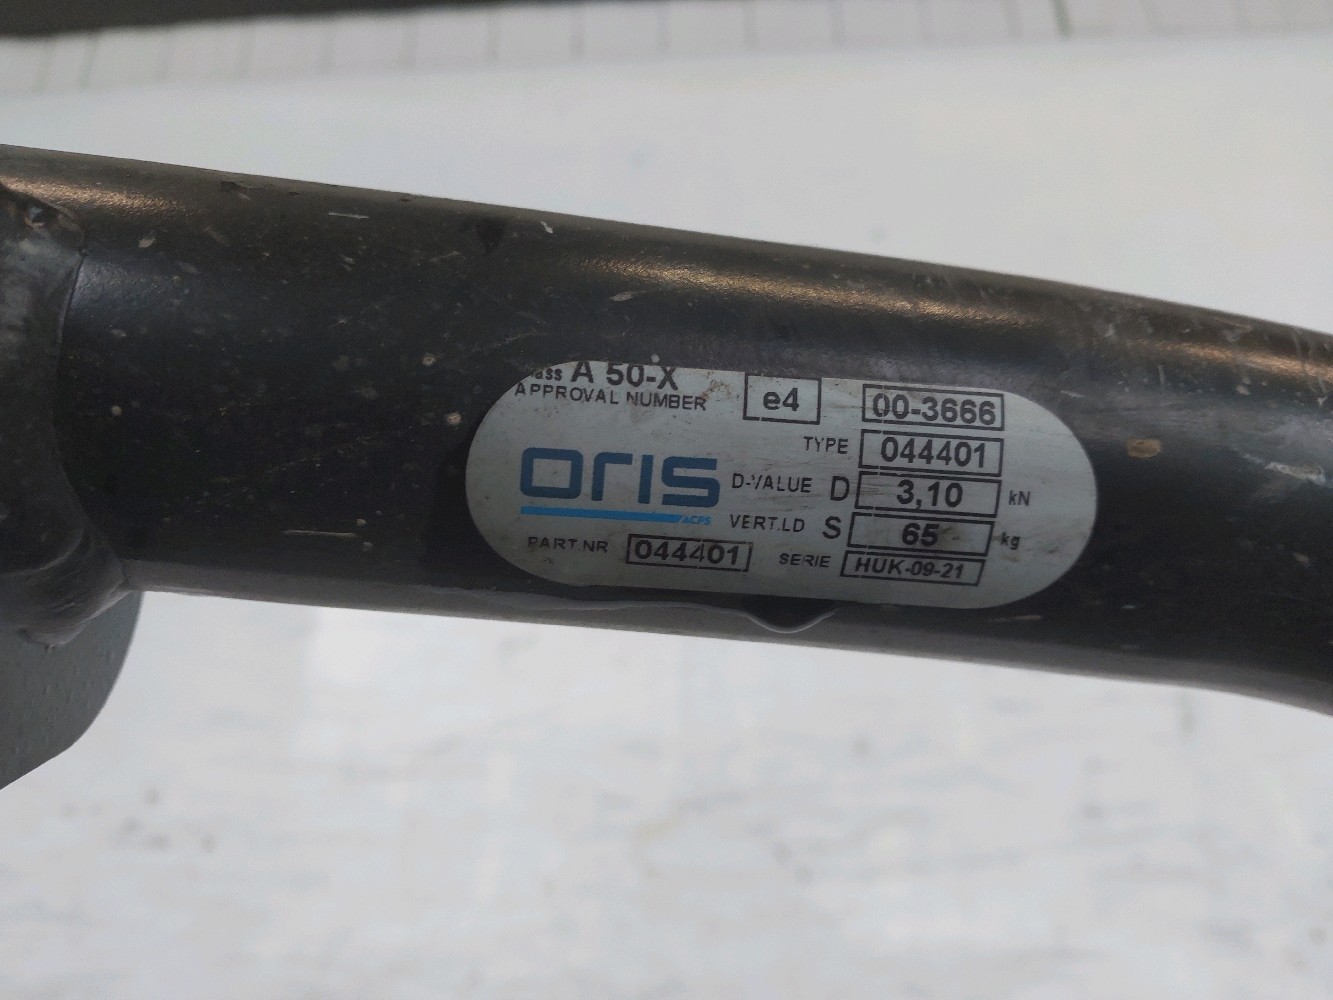 A 50-X
APPROVAL NUMBER e4 00-3666
TYPE 044401
oris ACPS D-VALUE D 3,10 kN
VERT.LD S 65 kg
PART.NR 044401 SERIE HUK-09-21